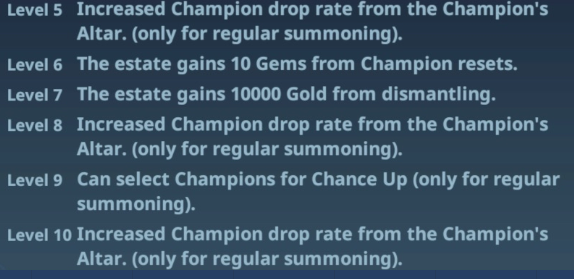 Level 5 Increased Champion drop rate from the Champion's
Altar. (only for regular summoning).
Level 6 The estate gains 10 Gems from Champion resets.
Level 7 The estate gains 10000 Gold from dismantling.
Level 8 Increased Champion drop rate from the Champion's
Altar. (only for regular summoning).
Level 9 Can select Champions for Chance Up (only for regular
summoning).
Level 10 Increased Champion drop rate from the Champion's
Altar. (only for regular summoning).